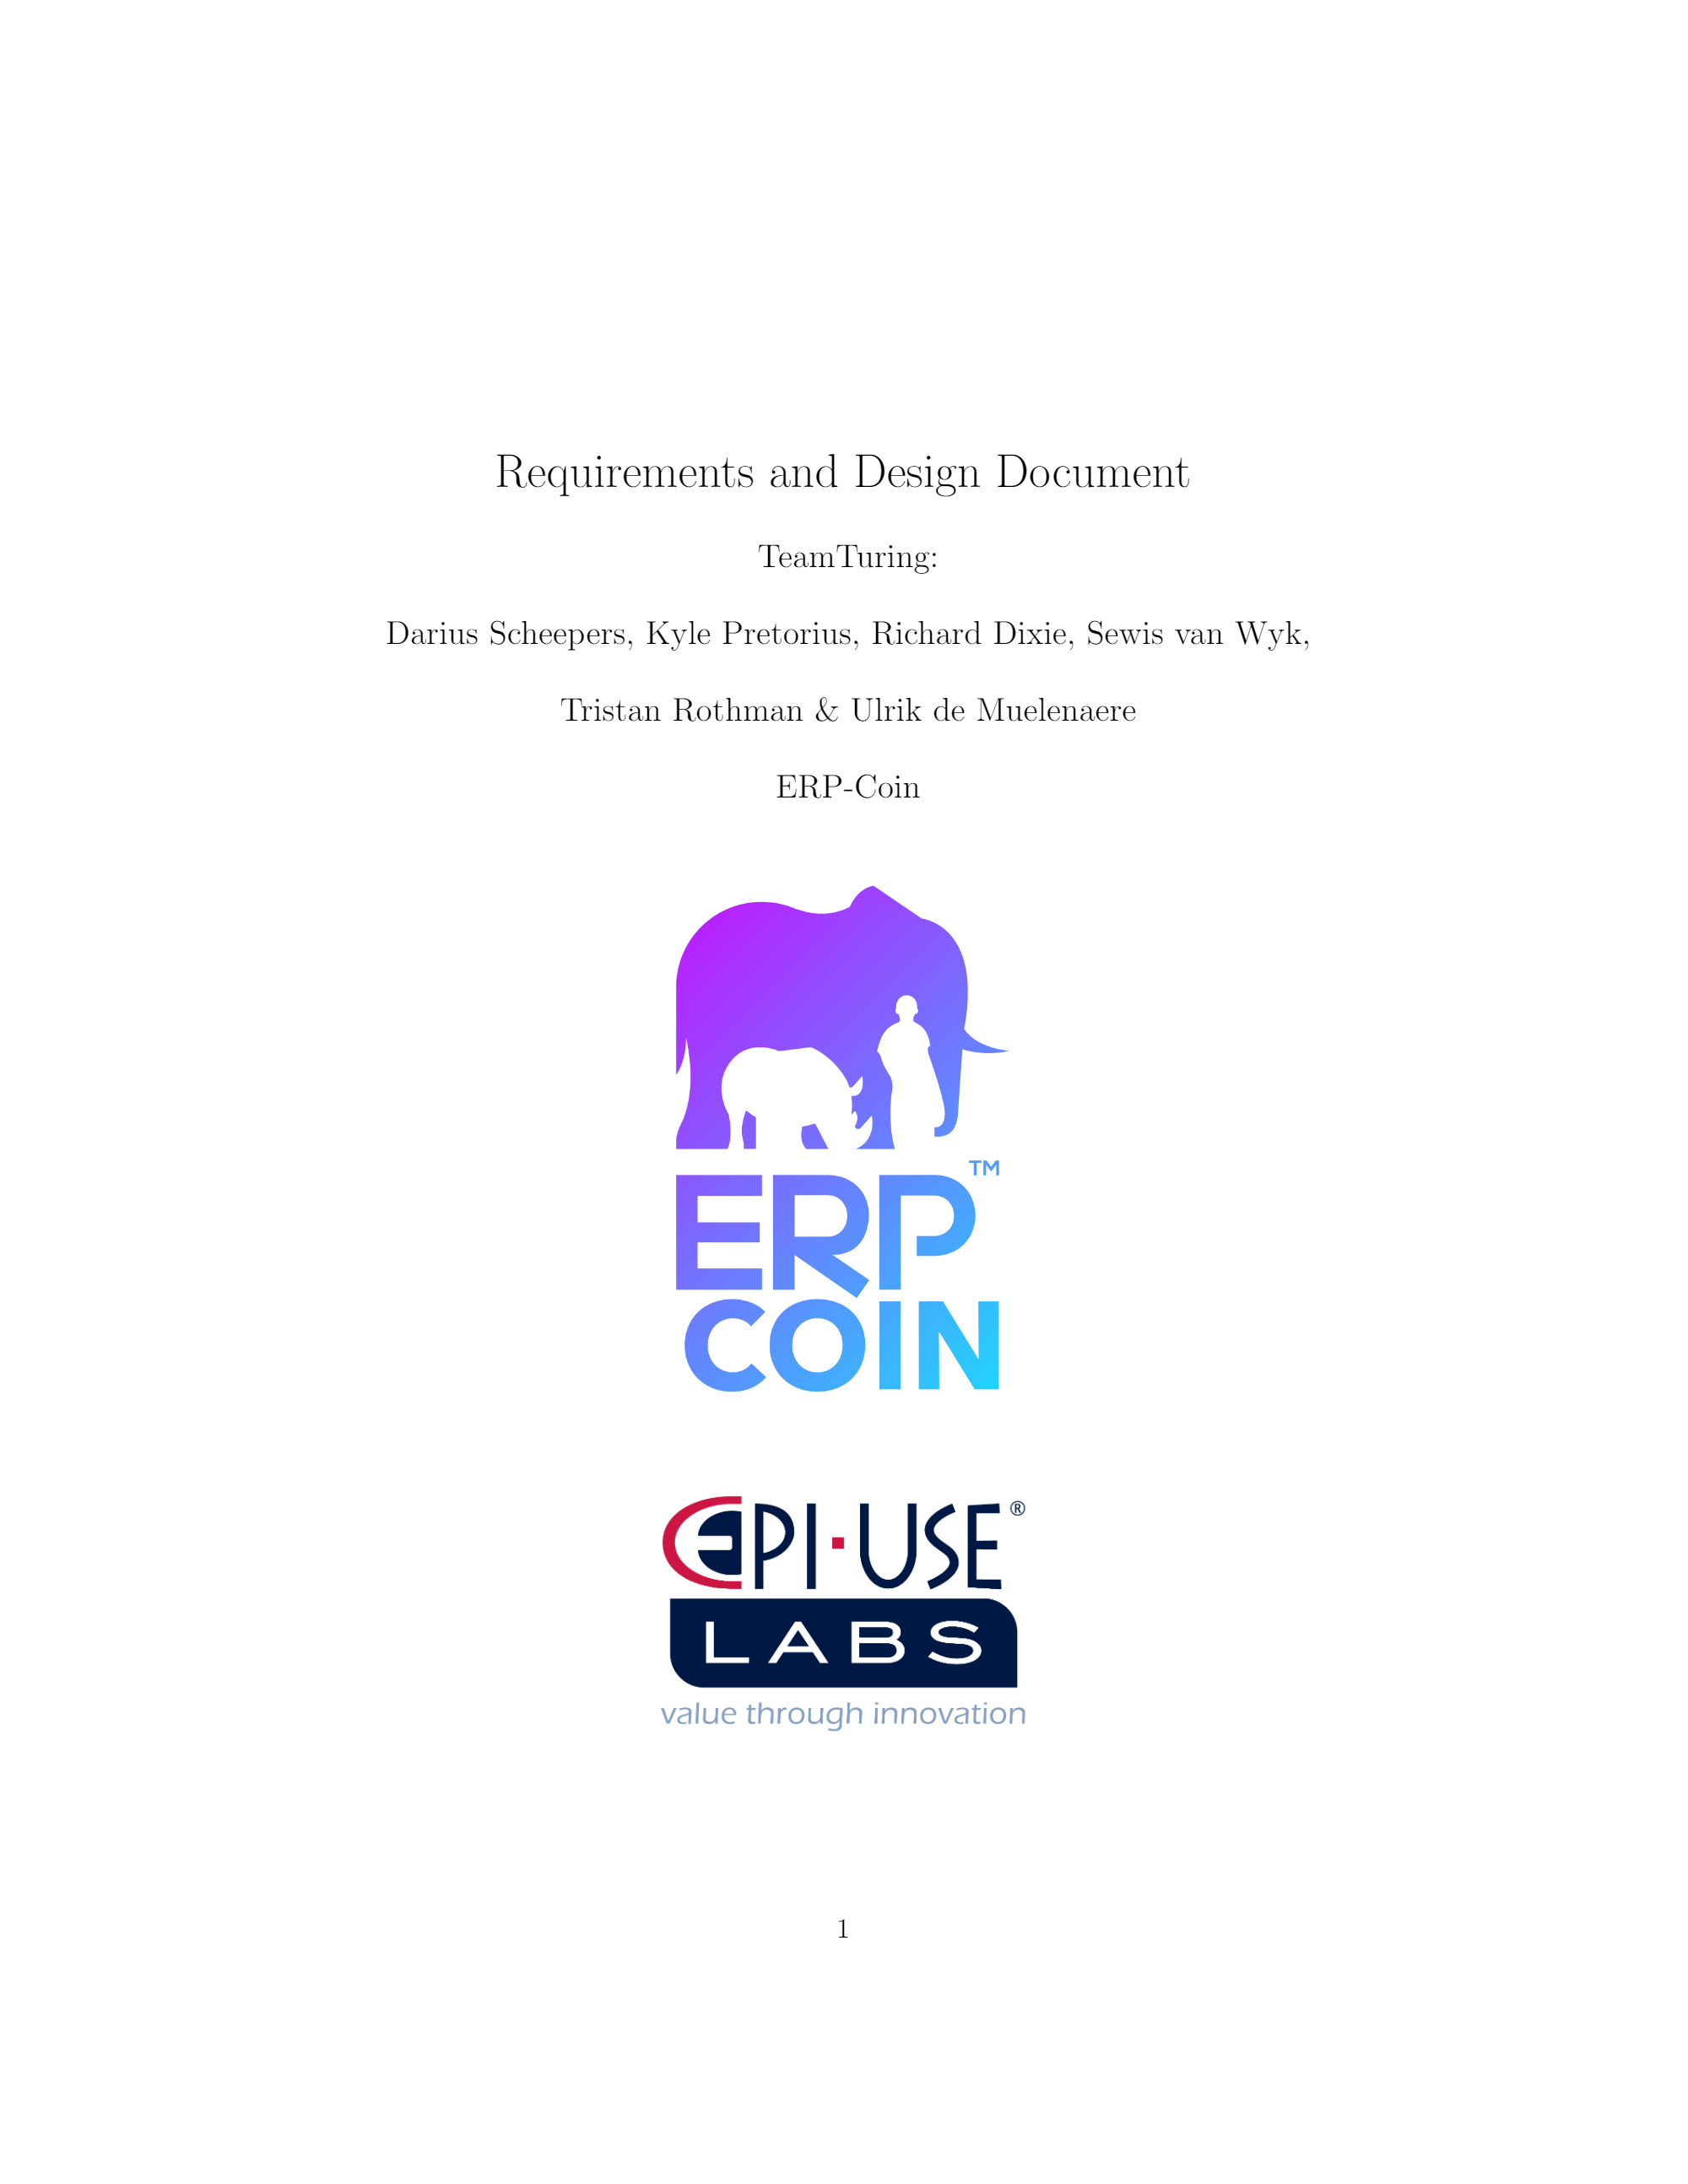 Requirements and Design Document
TeamTuring:
Darius Scheepers, Kyle Pretorius, Richard Dixie, Sewis van Wyk,
Tristan Rothman & Ulrik de Muelenaere
ERP-Coin
ERP™
COIN
EPI·USE®
LABS
value through innovation
1